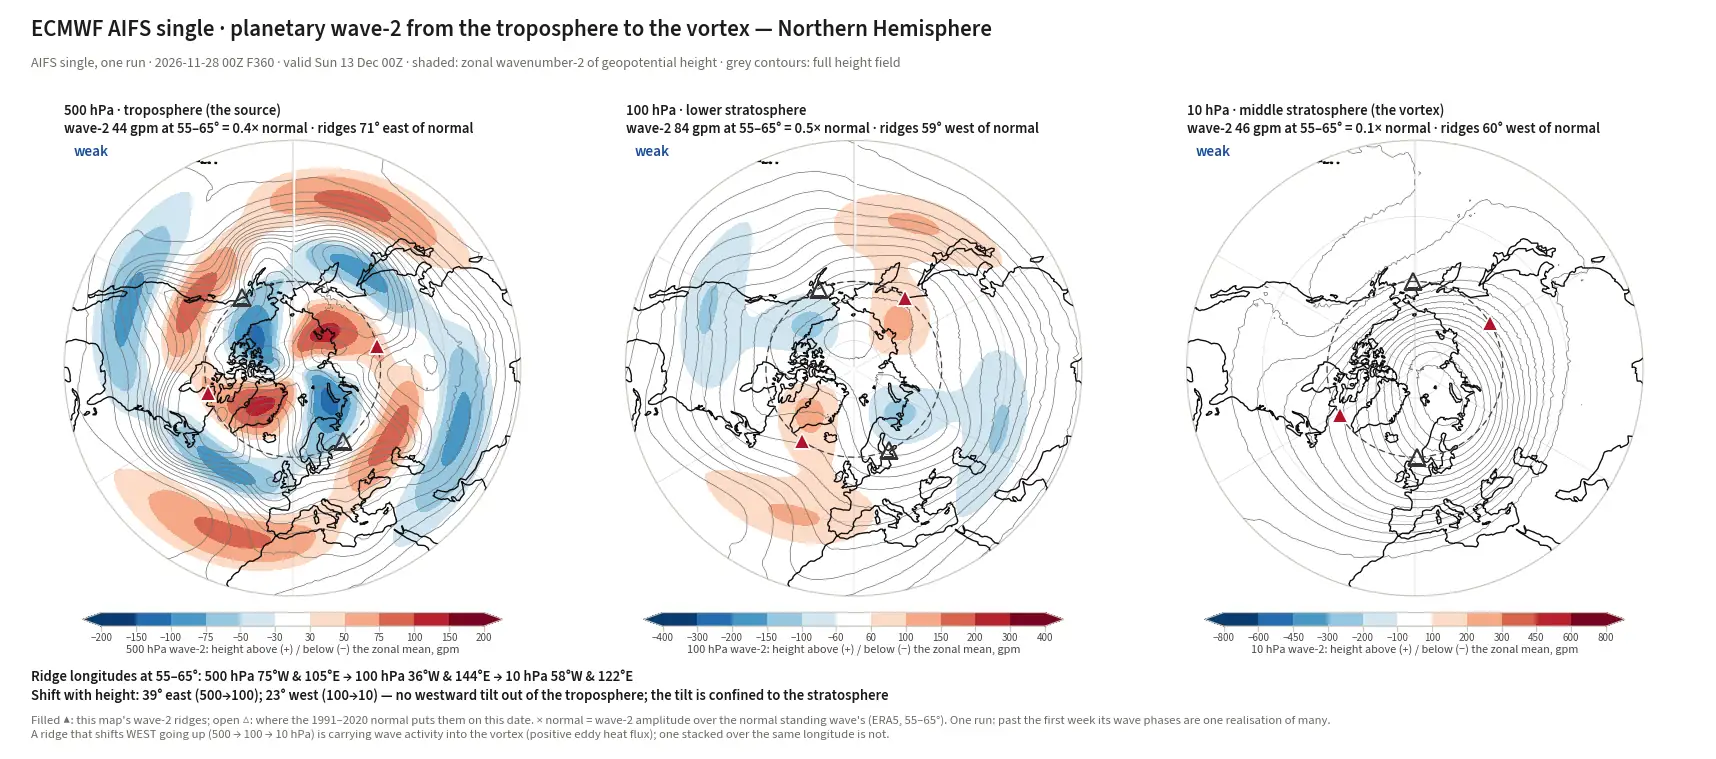 ECMWF AIFS single · planetary wave-2 from the troposphere to the vortex — Northern Hemisphere
AIFS single, one run · 2026-11-28 00Z F360 · valid Sun 13 Dec 00Z · shaded: zonal wavenumber-2 of geopotential height · grey contours: full height field
500 hPa · troposphere (the source)
wave-2 44 gpm at 55–65° = 0.4× normal · ridges 71° east of normal
weak
100 hPa · lower stratosphere
wave-2 84 gpm at 55–65° = 0.5× normal · ridges 59° west of normal
weak
10 hPa · middle stratosphere (the vortex)
wave-2 46 gpm at 55–65° = 0.1× normal · ridges 60° west of normal
weak
−200 −150 −100 −75 −50 −30 30 50 75 100 150 200
500 hPa wave-2: height above (+) / below (−) the zonal mean, gpm
−400 −300 −200 −150 −100 −60 60 100 150 200 300 400
100 hPa wave-2: height above (+) / below (−) the zonal mean, gpm
−800 −600 −450 −300 −200 −100 100 200 300 450 600 800
10 hPa wave-2: height above (+) / below (−) the zonal mean, gpm
Ridge longitudes at 55–65°: 500 hPa 75°W & 105°E → 100 hPa 36°W & 144°E → 10 hPa 58°W & 122°E
Shift with height: 39° east (500→100); 23° west (100→10) — no westward tilt out of the troposphere; the tilt is confined to the stratosphere
Filled ▲: this map's wave-2 ridges; open △: where the 1991–2020 normal puts them on this date. × normal = wave-2 amplitude over the normal standing wave's (ERA5, 55–65°). One run: past the first week its wave phases are one realisation of many.
A ridge that shifts WEST going up (500 → 100 → 10 hPa) is carrying wave activity into the vortex (positive eddy heat flux); one stacked over the same longitude is not.